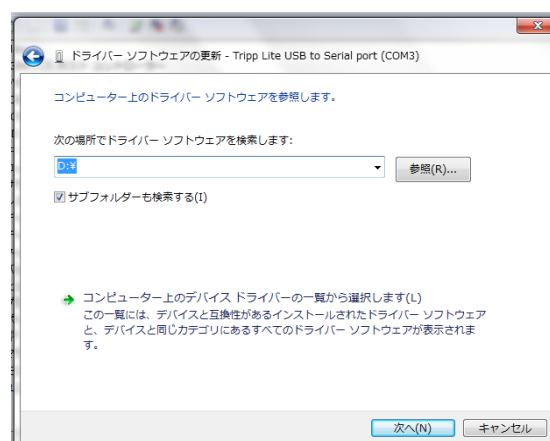 ドライバー ソフトウェアの更新 - Tripp Lite USB to Serial port (COM3)
コンピューター上のドライバー ソフトウェアを参照します。
次の場所でドライバー ソフトウェアを検索します:
D:¥
参照(R)...
サブフォルダーも検索する(I)
コンピューター上のデバイス ドライバーの一覧から選択します(L)
この一覧には、デバイスと互換性があるインストールされたドライバー ソフトウェア
と、デバイスと同じカテゴリにあるすべてのドライバー ソフトウェアが表示されま
す。
次へ(N)
キャンセル